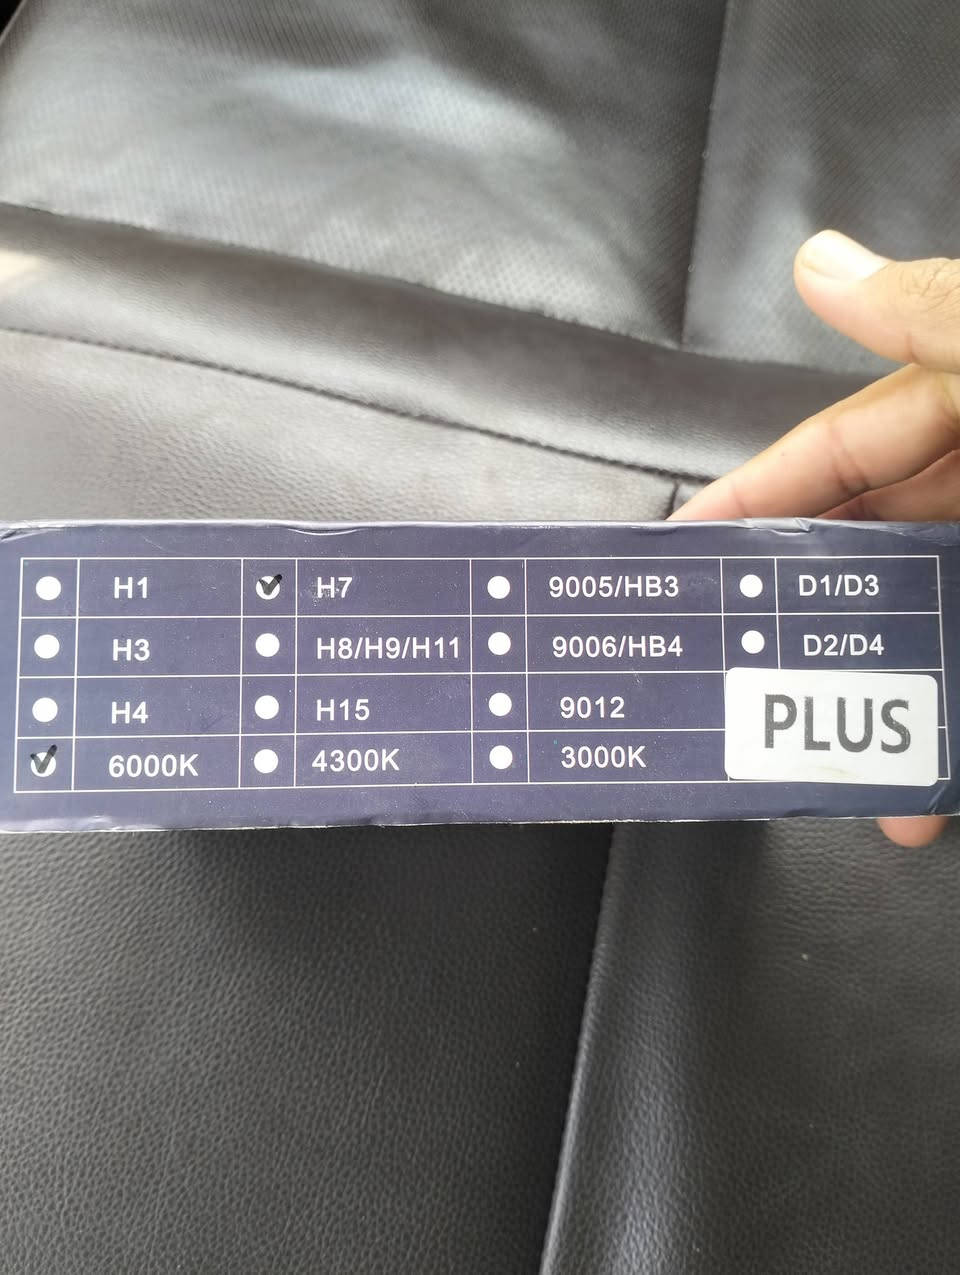 H1 H7 9005/HB3 D1/D3
H3 H8/H9/H11 9006/HB4 D2/D4
H4 H15 9012
6000K 4300K 3000K
PLUS